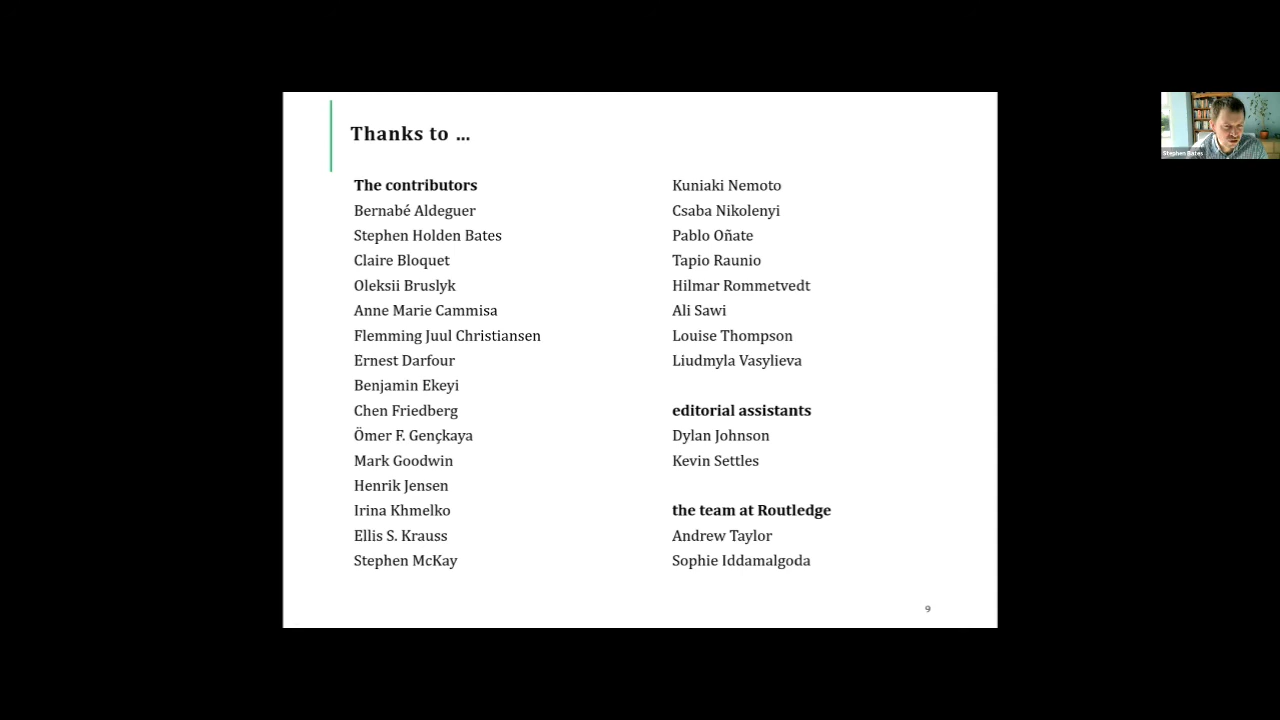 Thanks to ...
The contributors
Bernabé Aldeguer
Stephen Holden Bates
Claire Bloquet
Oleksii Bruslyk
Anne Marie Cammisa
Flemming Juul Christiansen
Ernest Darfour
Benjamin Ekeyi
Chen Friedberg
Ömer F. Gençkaya
Mark Goodwin
Henrik Jensen
Irina Khmelko
Ellis S. Krauss
Stephen McKay
Kuniaki Nemoto
Csaba Nikolenyi
Pablo Oñate
Tapio Raunio
Hilmar Rommetvedt
Ali Sawi
Louise Thompson
Liudmyla Vasylieva
editorial assistants
Dylan Johnson
Kevin Settles
the team at Routledge
Andrew Taylor
Sophie Iddamalgoda
9
Stephen Bates